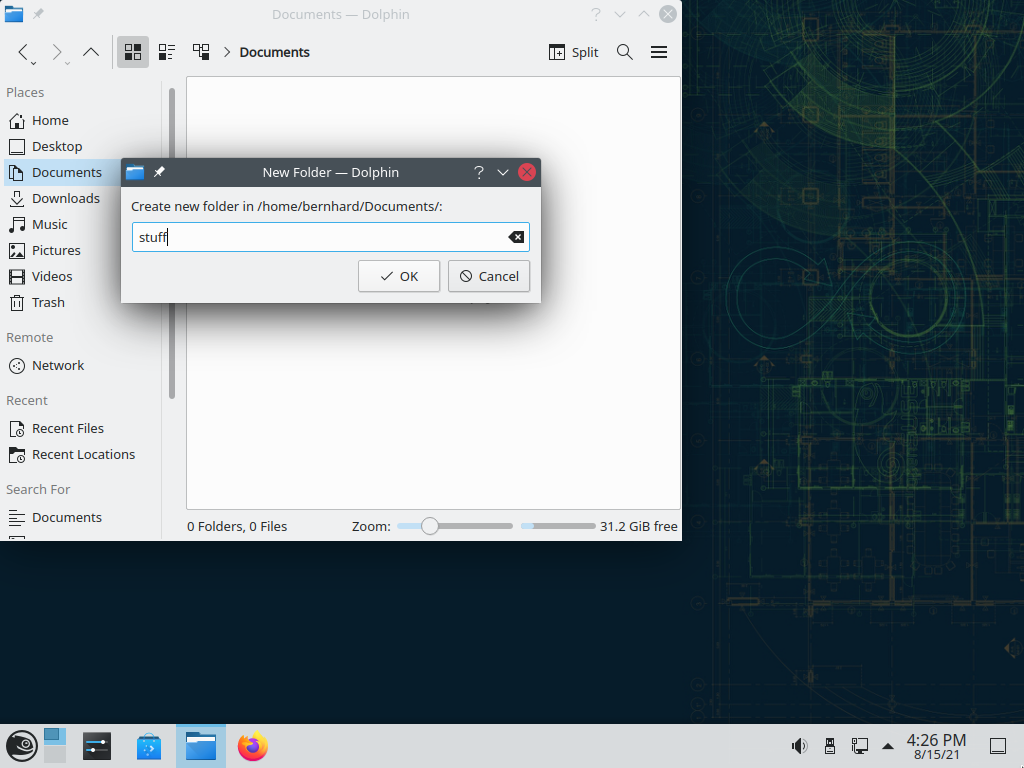 Documents — Dolphin
Documents
Split
Places
Home
Desktop
Documents
Downloads
Music
Pictures
Videos
Trash
Remote
Network
Recent
Recent Files
Recent Locations
Search For
Documents
New Folder — Dolphin
Create new folder in /home/bernhard/Documents/:
stuff
OK
Cancel
0 Folders, 0 Files
Zoom:
31.2 GiB free
4:26 PM
8/15/21